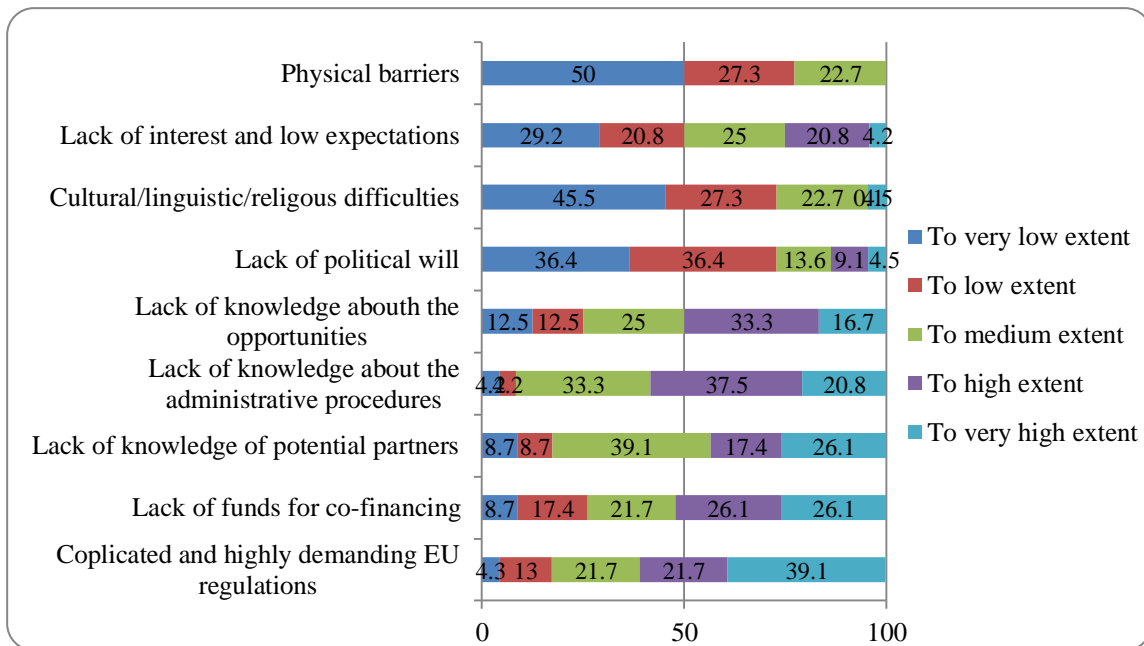 Physical barriers
50 27.3 22.7
Lack of interest and low expectations
29.2 20.8 25 20.8 4.2
Cultural/linguistic/religous difficulties
45.5 27.3 22.7 4.5
Lack of political will
36.4 36.4 13.6 9.1 4.5
Lack of knowledge abouth the
opportunities
12.5 12.5 25 33.3 16.7
Lack of knowledge about the
administrative procedures
4.2 4.2 33.3 37.5 20.8
Lack of knowledge of potential partners
8.7 8.7 39.1 17.4 26.1
Lack of funds for co-financing
8.7 17.4 21.7 26.1 26.1
Coplicated and highly demanding EU
regulations
4.3 13 21.7 21.7 39.1
0 50 100
To very low extent
To low extent
To medium extent
To high extent
To very high extent